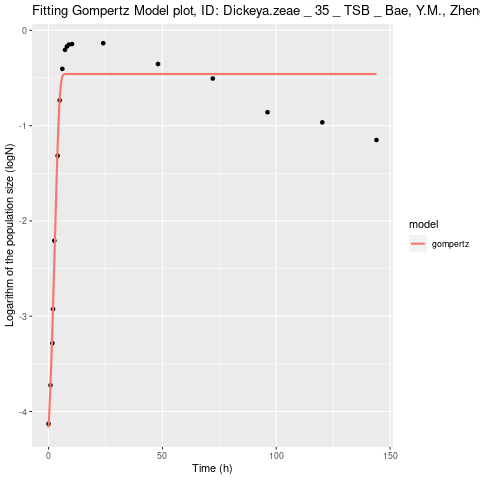 Fitting Gompertz Model plot, ID: Dickeya.zeae _ 35 _ TSB _ Bae, Y.M., Zhen
Logarithm of the population size (logN)
0
-1
-2
-3
-4
0
50
100
150
Time (h)
model
gompertz